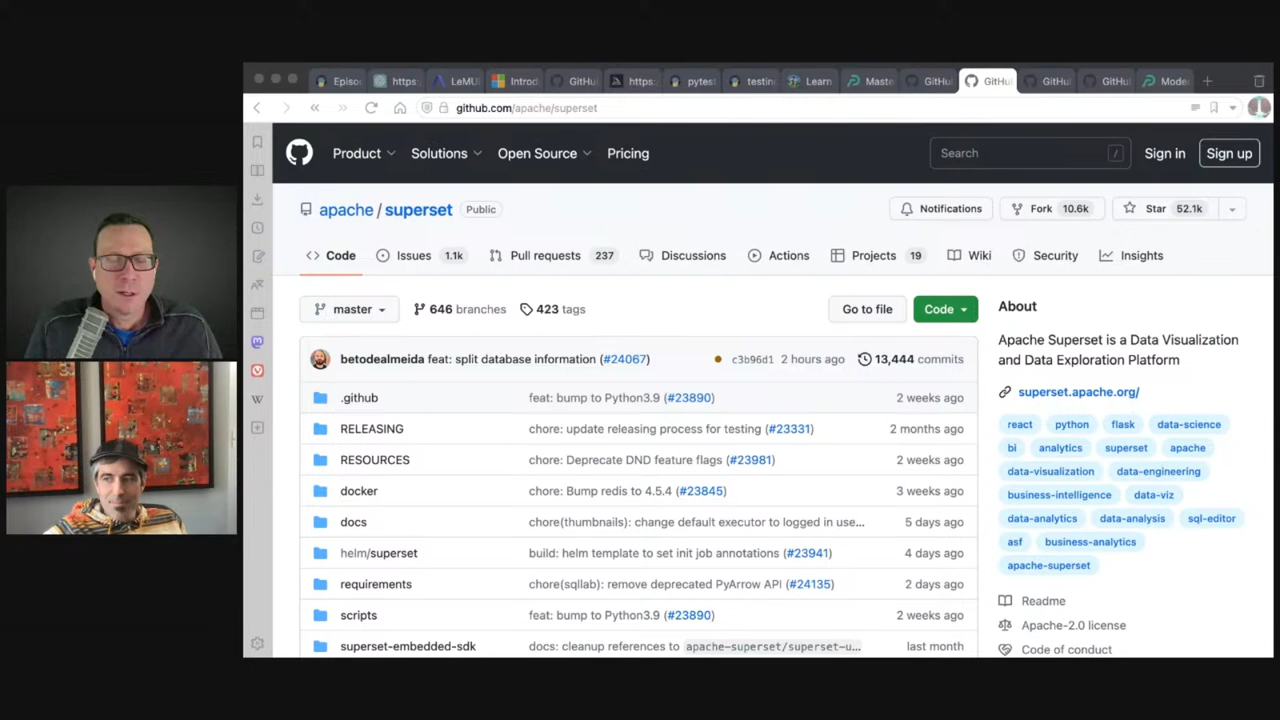 Episo
https:
LeMU
Introd
GitHu
https:
pytes
testin
Learn
Maste
GitHu
GitHu
GitHu
GitHu
Mode
github.com/apache/superset
Product
Solutions
Open Source
Pricing
Search
/
Sign in
Sign up
apache / superset
Public
Notifications
Fork 10.6k
Star 52.1k
Code
Issues 1.1k
Pull requests 237
Discussions
Actions
Projects 19
Wiki
Security
Insights
master
646 branches
423 tags
Go to file
Code
betodealmeida feat: split database information (#24067)
c3b96d1 2 hours ago
13,444 commits
.github
feat: bump to Python3.9 (#23890)
2 weeks ago
RELEASING
chore: update releasing process for testing (#23331)
2 months ago
RESOURCES
chore: Deprecate DND feature flags (#23981)
2 weeks ago
docker
chore: Bump redis to 4.5.4 (#23845)
3 weeks ago
docs
chore(thumbnails): change default executor to logged in use...
5 days ago
helm/superset
build: helm template to set init job annotations (#23941)
4 days ago
requirements
chore(sqllab): remove deprecated PyArrow API (#24135)
2 days ago
scripts
feat: bump to Python3.9 (#23890)
2 weeks ago
superset-embedded-sdk
docs: cleanup references to apache-superset/superset-u...
last month
About
Apache Superset is a Data Visualization
and Data Exploration Platform
superset.apache.org/
react python flask data-science
bi analytics superset apache
data-visualization data-engineering
business-intelligence data-viz
data-analytics data-analysis sql-editor
asf business-analytics
apache-superset
Readme
Apache-2.0 license
Code of conduct